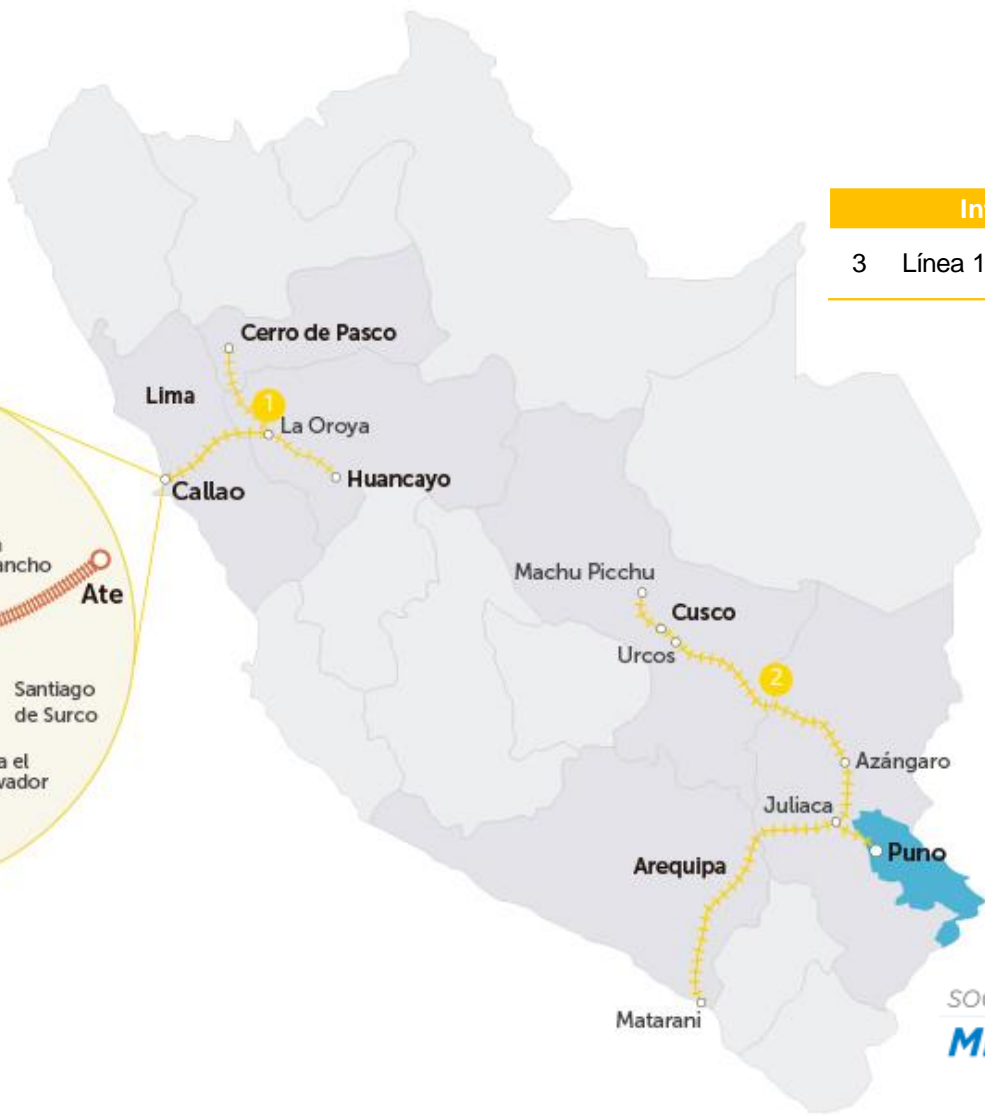 3 Línea 1
Cerro de Pasco
Lima
1
La Oroya
Huancayo
Callao
Ate
Santiago
de Surco
a el
Machu Picchu
Cusco
Urcos
2
Azángaro
Juliaca
Puno
Arequipa
Matarani